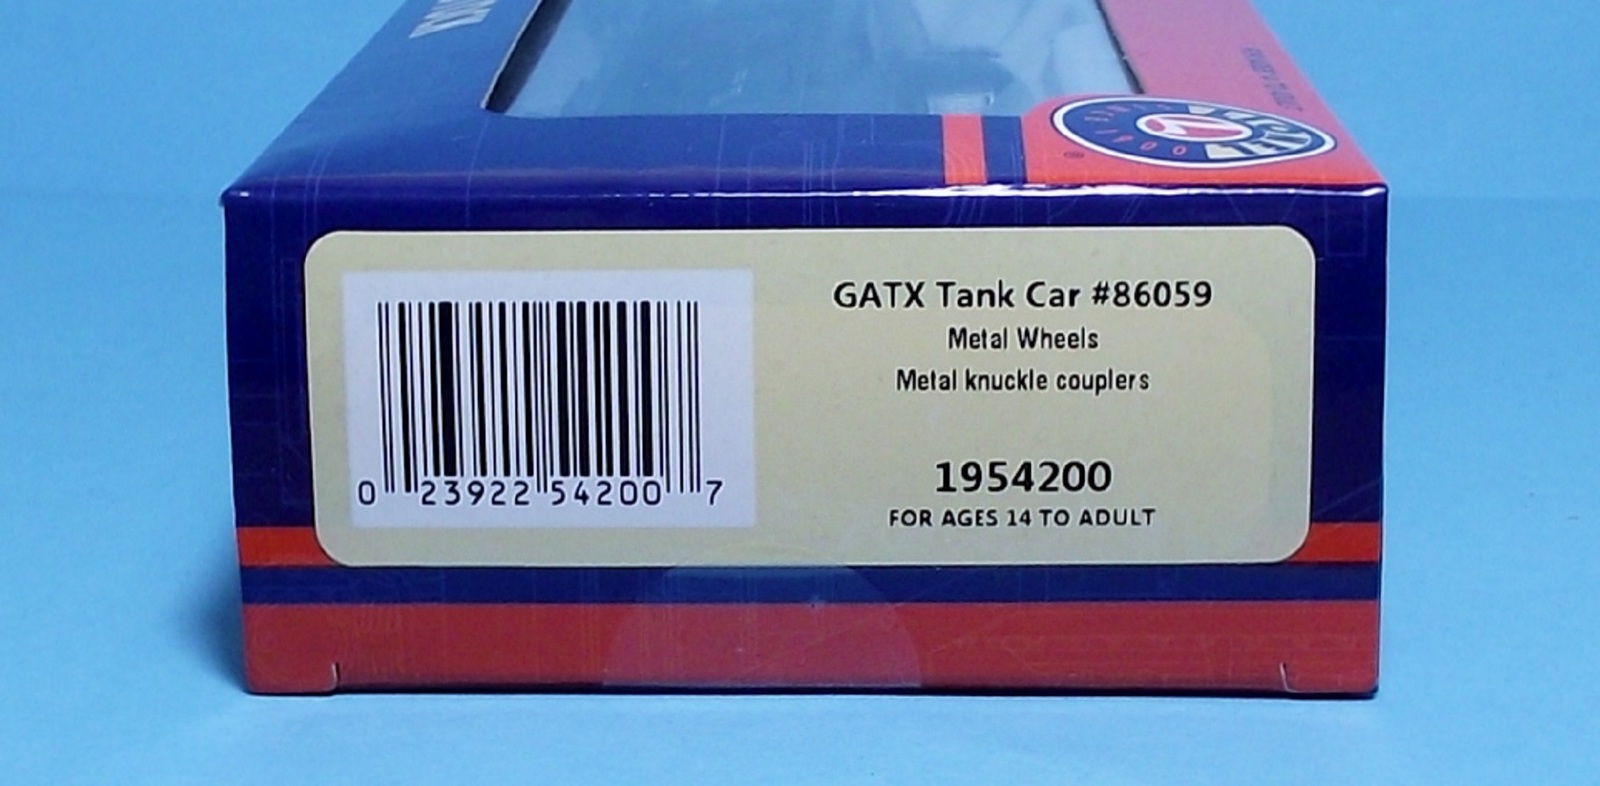 GATX Tank Car #86059
Metal Wheels
Metal knuckle couplers
1954200
FOR AGES 14 TO ADULT
0 23922 54200 7